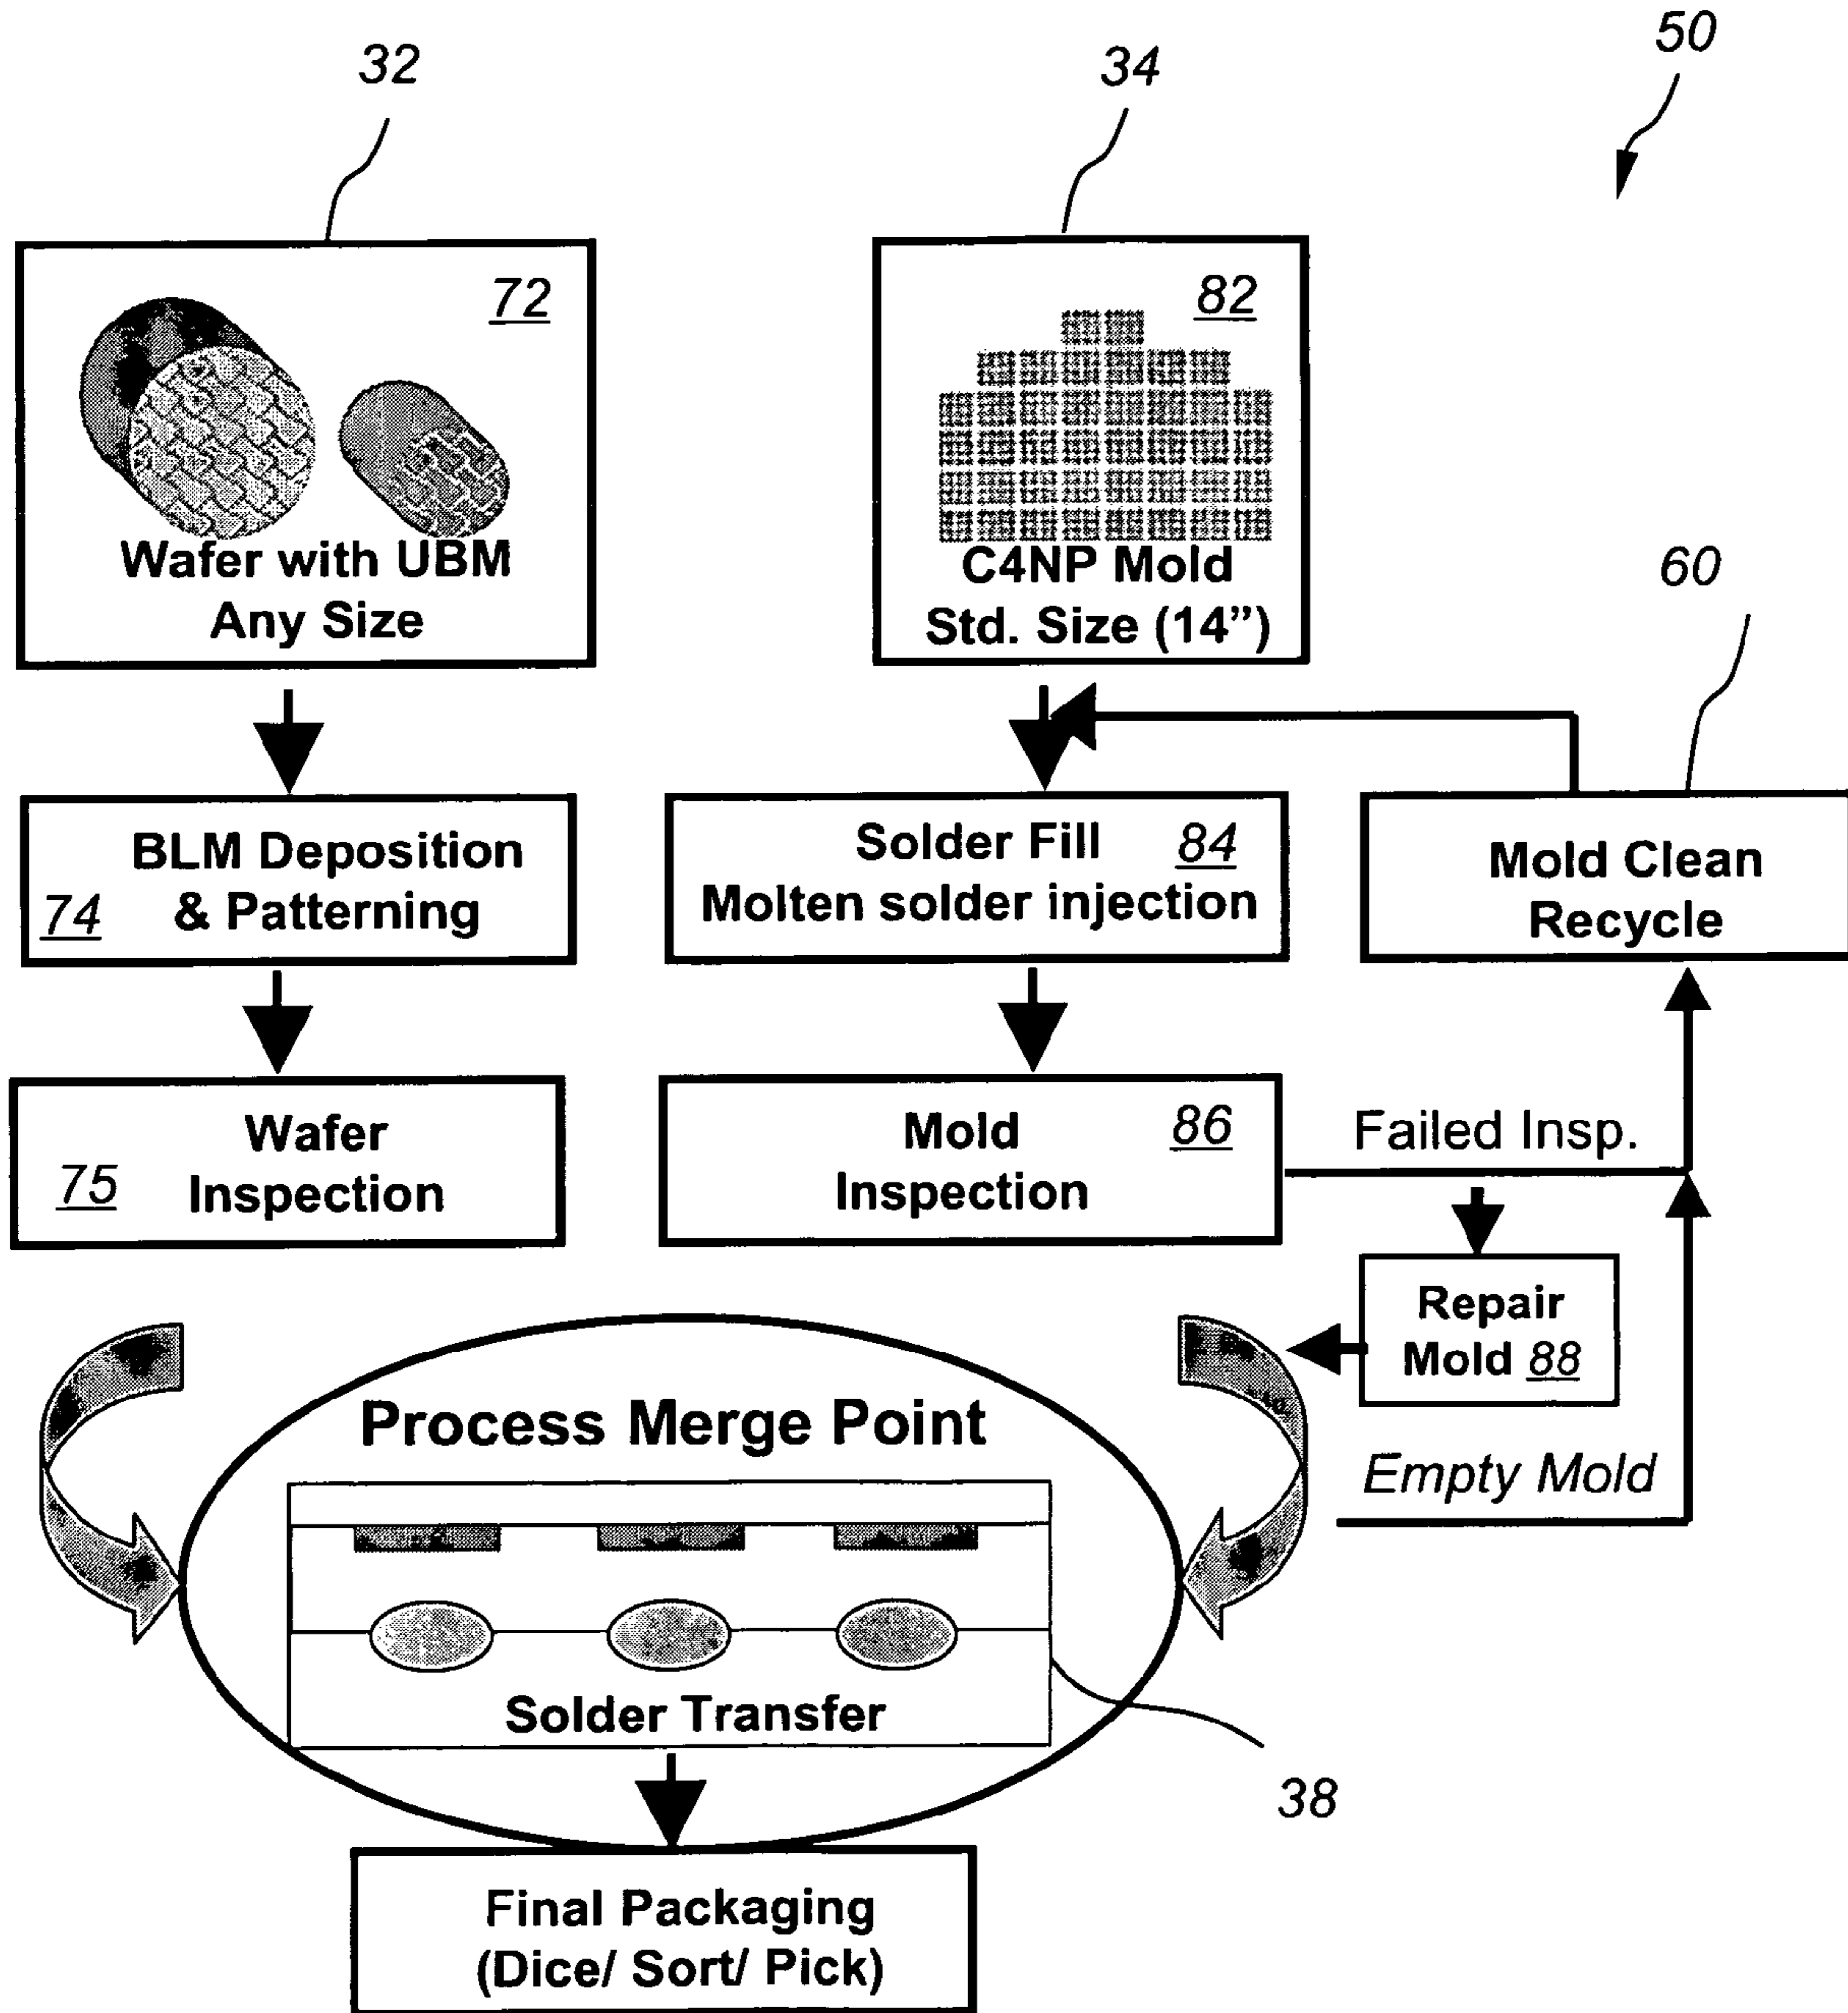 32
34
50
72
Wafer with UBM
Any Size
82
C4NP Mold
Std. Size (14”)
60
BLM Deposition
74 & Patterning
Solder Fill 84
Molten solder injection
Mold Clean
Recycle
Wafer
75 Inspection
Mold 86
Inspection
Failed Insp.
Repair
Mold 88
Empty Mold
Process Merge Point
Solder Transfer
38
Final Packaging
(Dice/ Sort/ Pick)